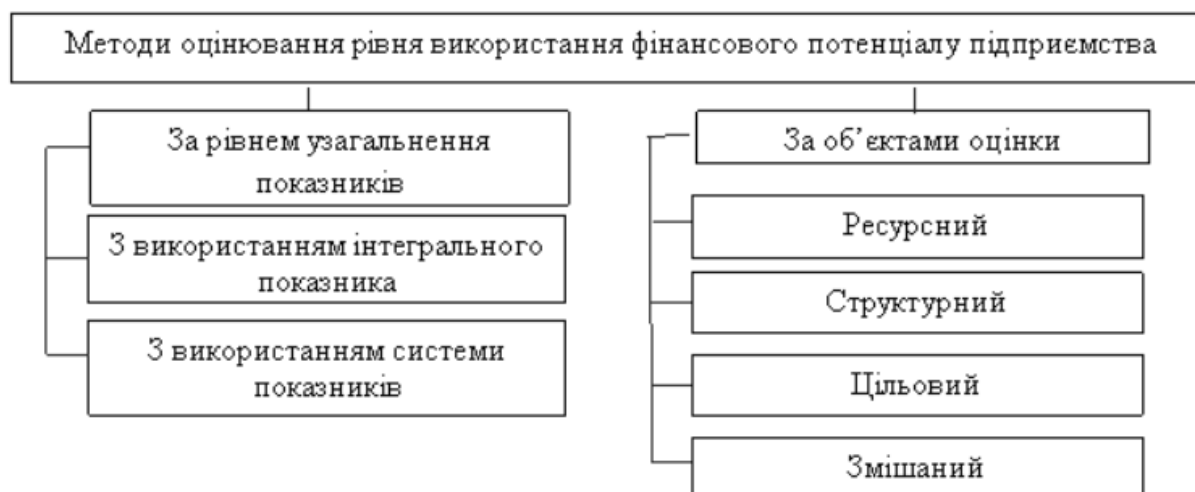 Методи оцінювання рівня використання фінансового потенціалу підприємства
За рівнем узагальнення
показників
З використанням інтегрального
показника
З використанням системи
показників
За об’єктами оцінки
Ресурсний
Структурний
Цільовий
Змішаний